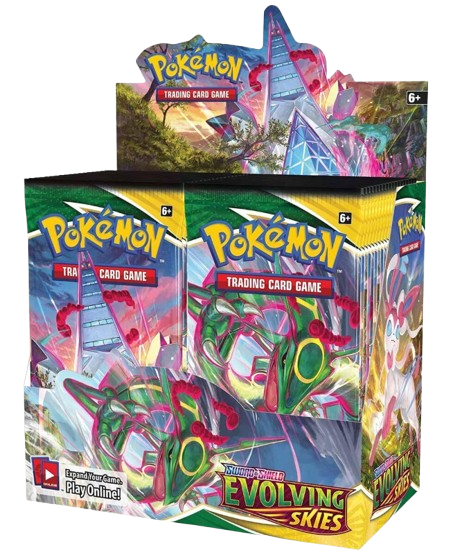 POKéMON
TRADING CARD GAME
6+
6+
6+
POKéMON
TRADING CARD GAME
POKéMON
TRADING CARD GAME
POKéMON
TRADING CARD GAME
Expand Your Game.
Play Online!
ONLINE
SWORD & SHIELD
EVOLVING
SKIES